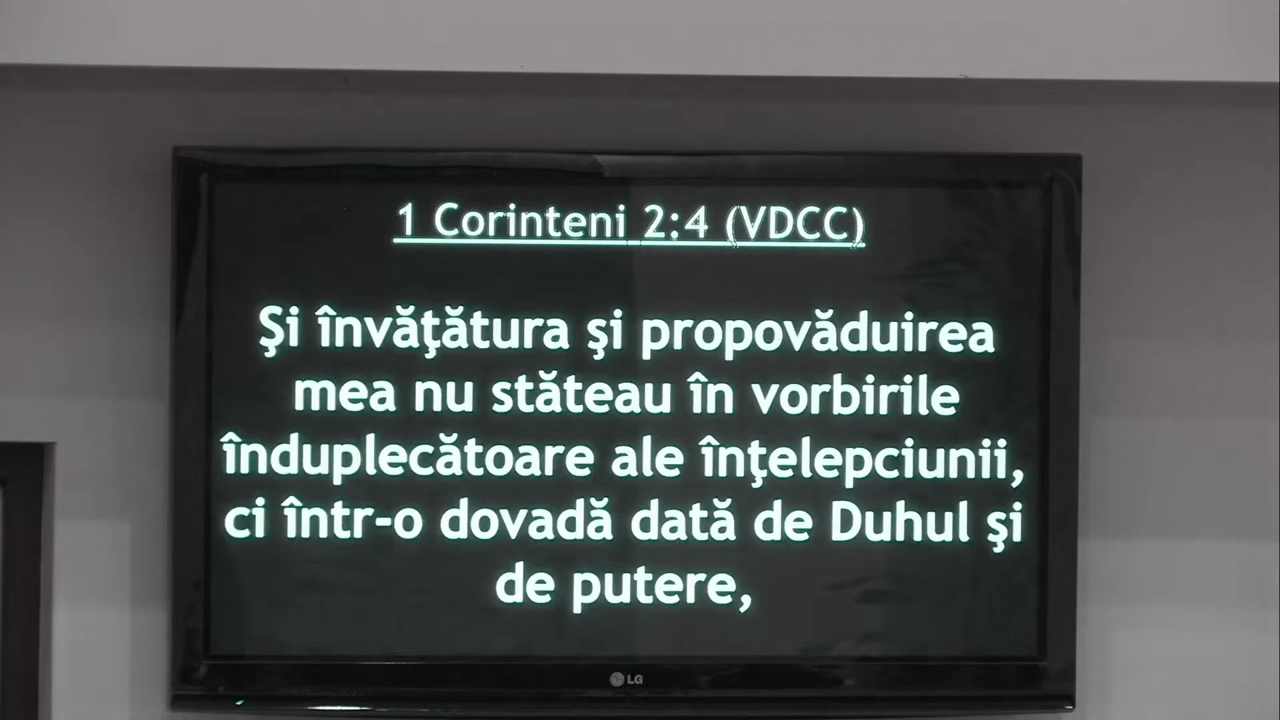 1 Corinteni 2:4 (VDCC)
Şi învăţătura şi propovăduirea
mea nu stăteau în vorbirile
înduplecătoare ale înţelepciunii,
ci într-o dovadă dată de Duhul şi
de putere,
LG